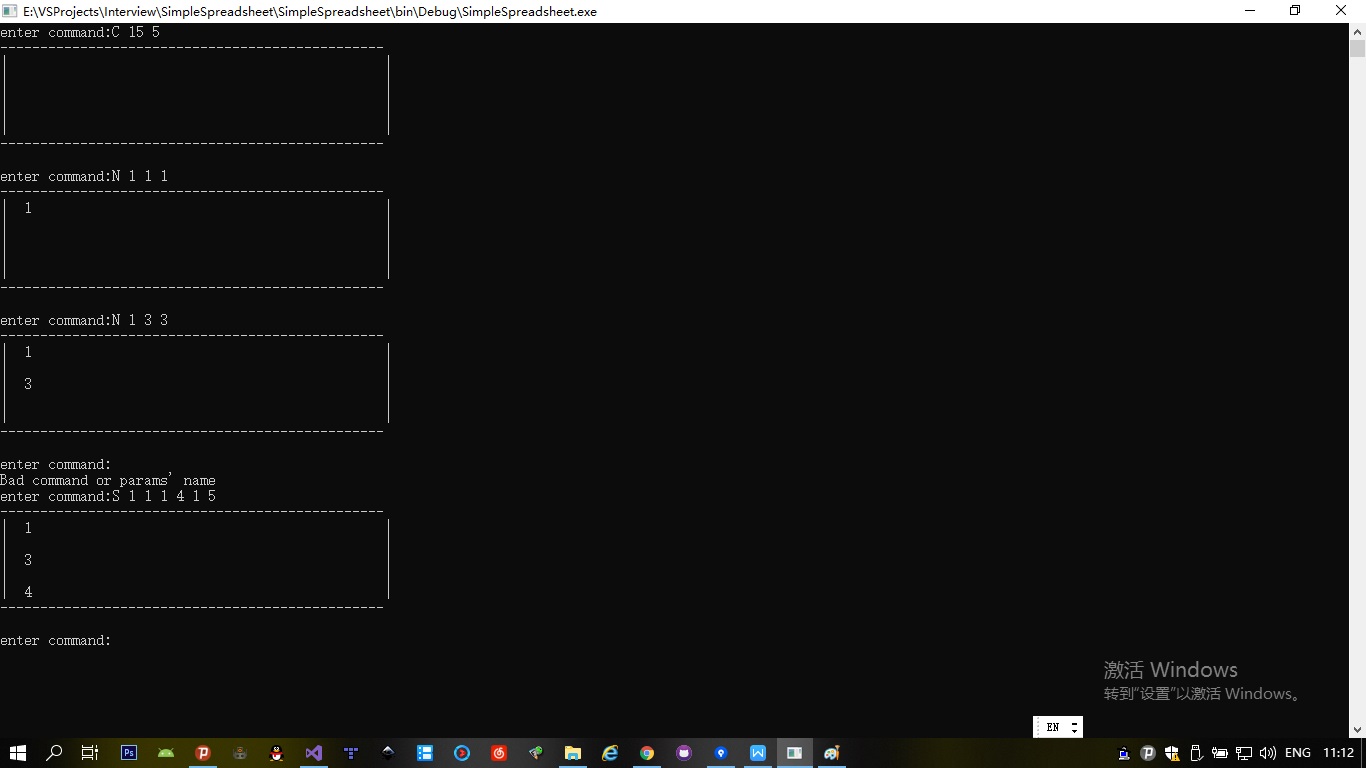 E:\VSProjects\Interview\SimpleSpreadsheet\SimpleSpreadsheet\bin\Debug\SimpleSpreadsheet.exe
enter command:C 15 5
------------------------------------------------
------------------------------------------------
enter command:N 1 1 1
------------------------------------------------
| 1 |
------------------------------------------------
enter command:N 1 3 3
------------------------------------------------
| 1 |
| 3 |
------------------------------------------------
enter command:
Bad command or params' name
enter command:S 1 1 1 4 1 5
------------------------------------------------
| 1 |
| 3 |
| 4 |
------------------------------------------------
enter command:
激活 Windows
转到“设置”以激活 Windows。
EN
Ps
ENG 11:12